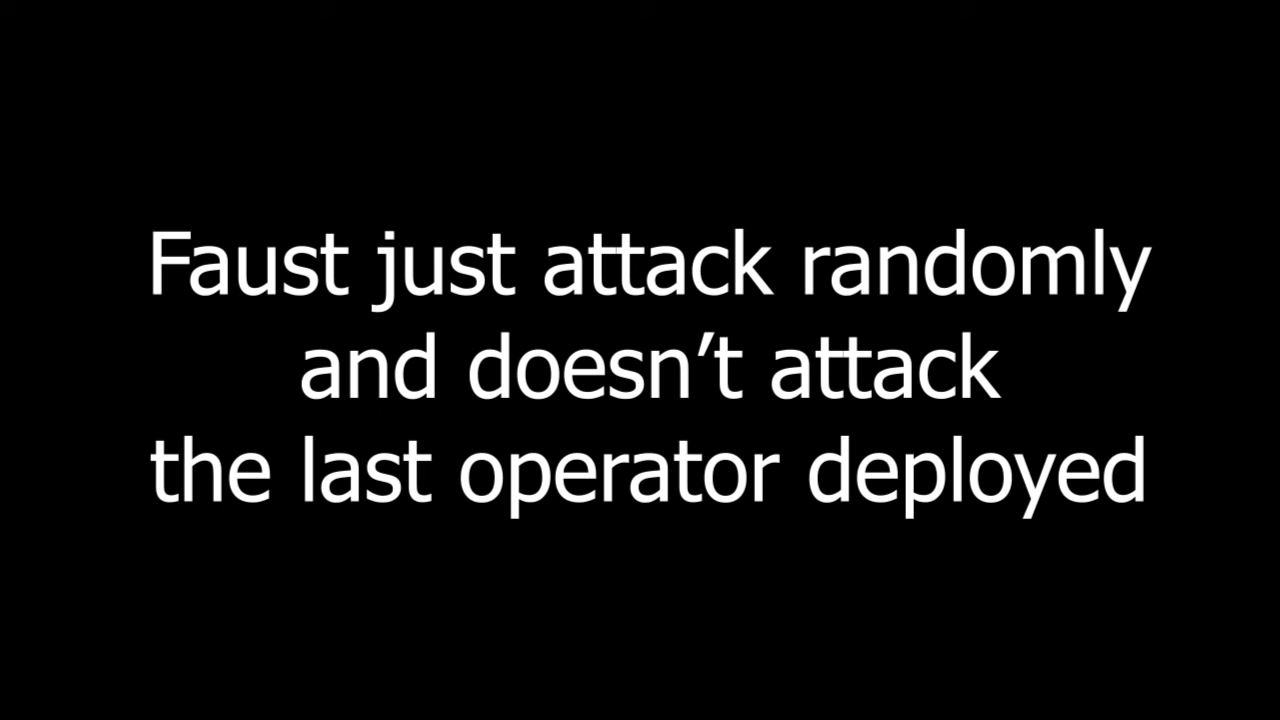 Faust just attack randomly
and doesn’t attack
the last operator deployed